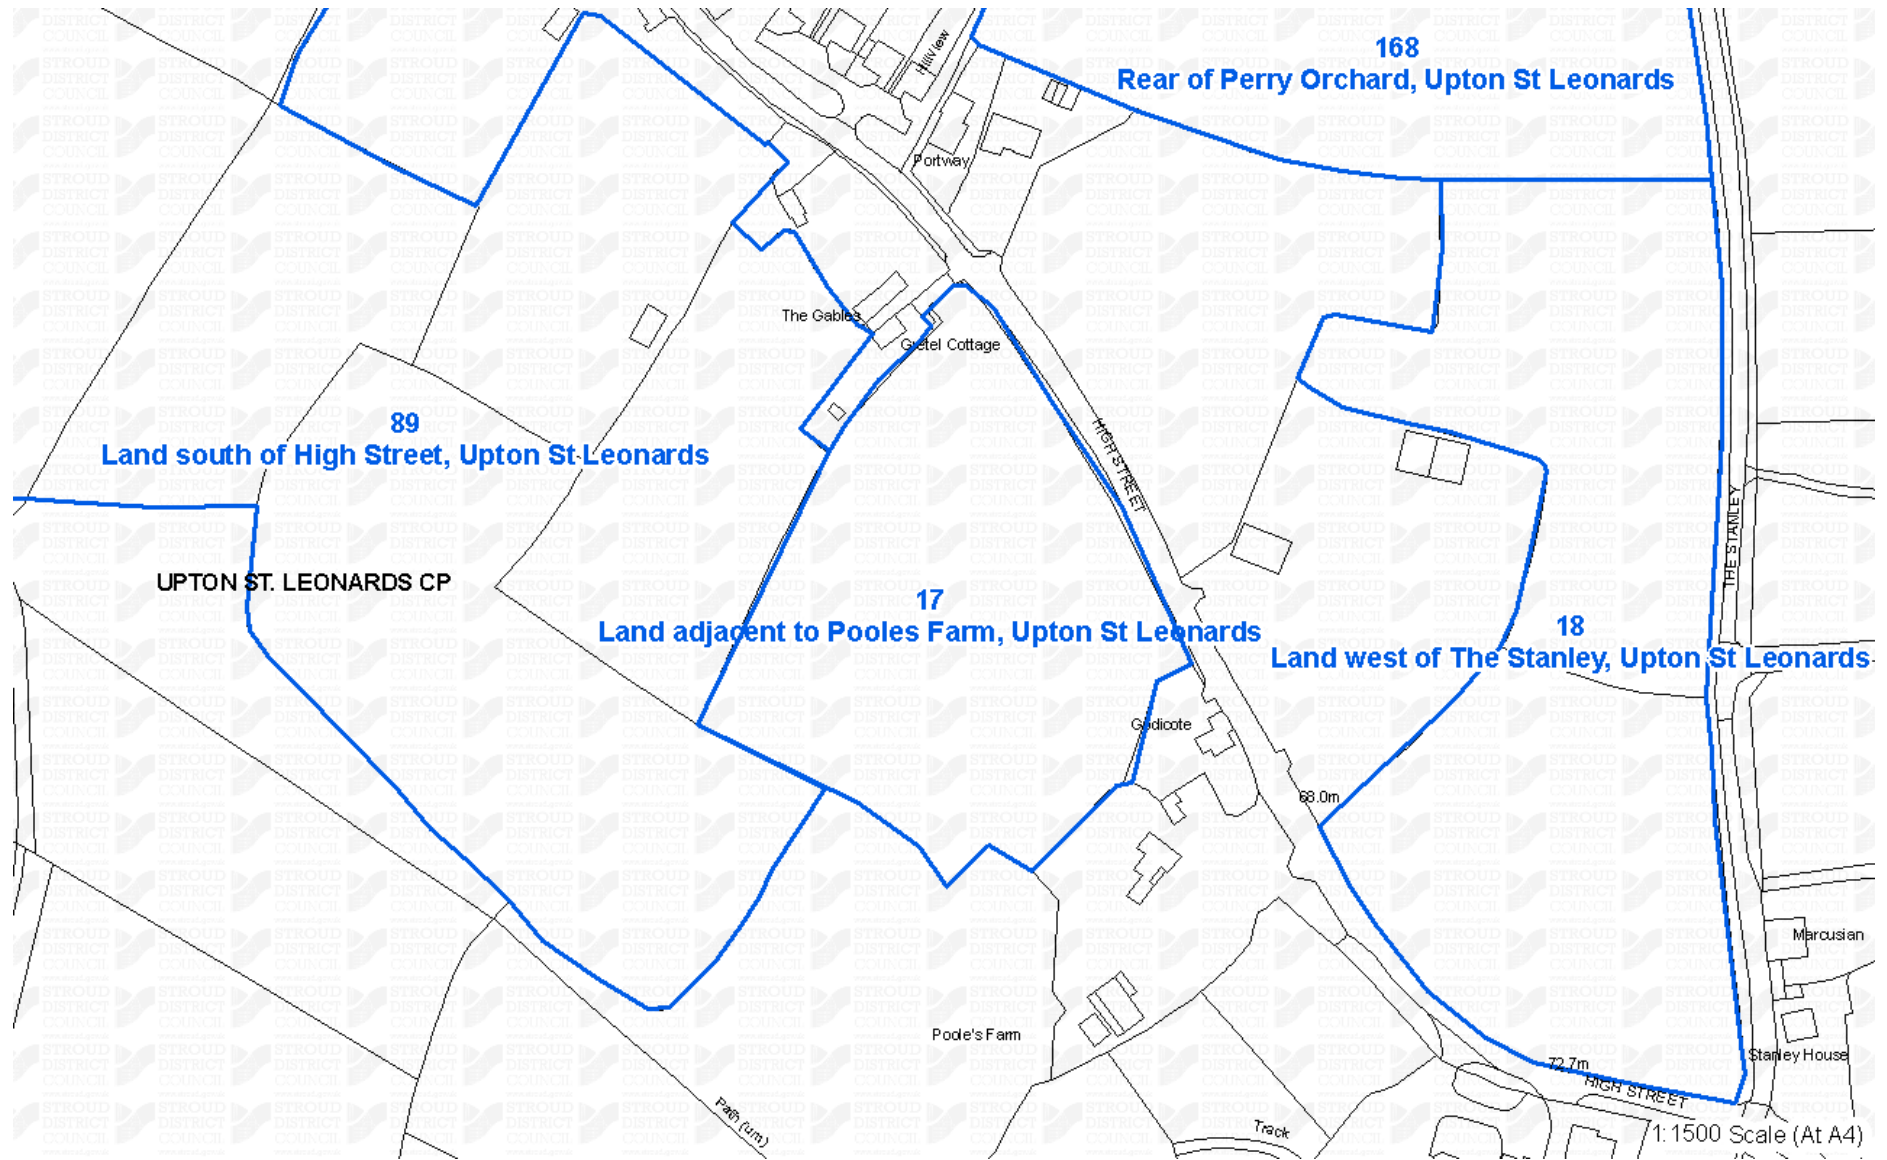 Hillview
168
Rear of Perry Orchard, Upton St Leonards
Portway
The Gables
Gretel Cottage
89
Land south of High Street, Upton St Leonards
HIGH STREET
THE STANLEY
UPTON ST. LEONARDS CP
17
Land adjacent to Pooles Farm, Upton St Leonards
18
Land west of The Stanley, Upton St Leonards
Godicote
68.0m
Marcusian
Poole's Farm
Stanley House
72.7m
HIGH STREET
Path (um)
Track
1:1500 Scale (At A4)
STROUD
DISTRICT
COUNCIL